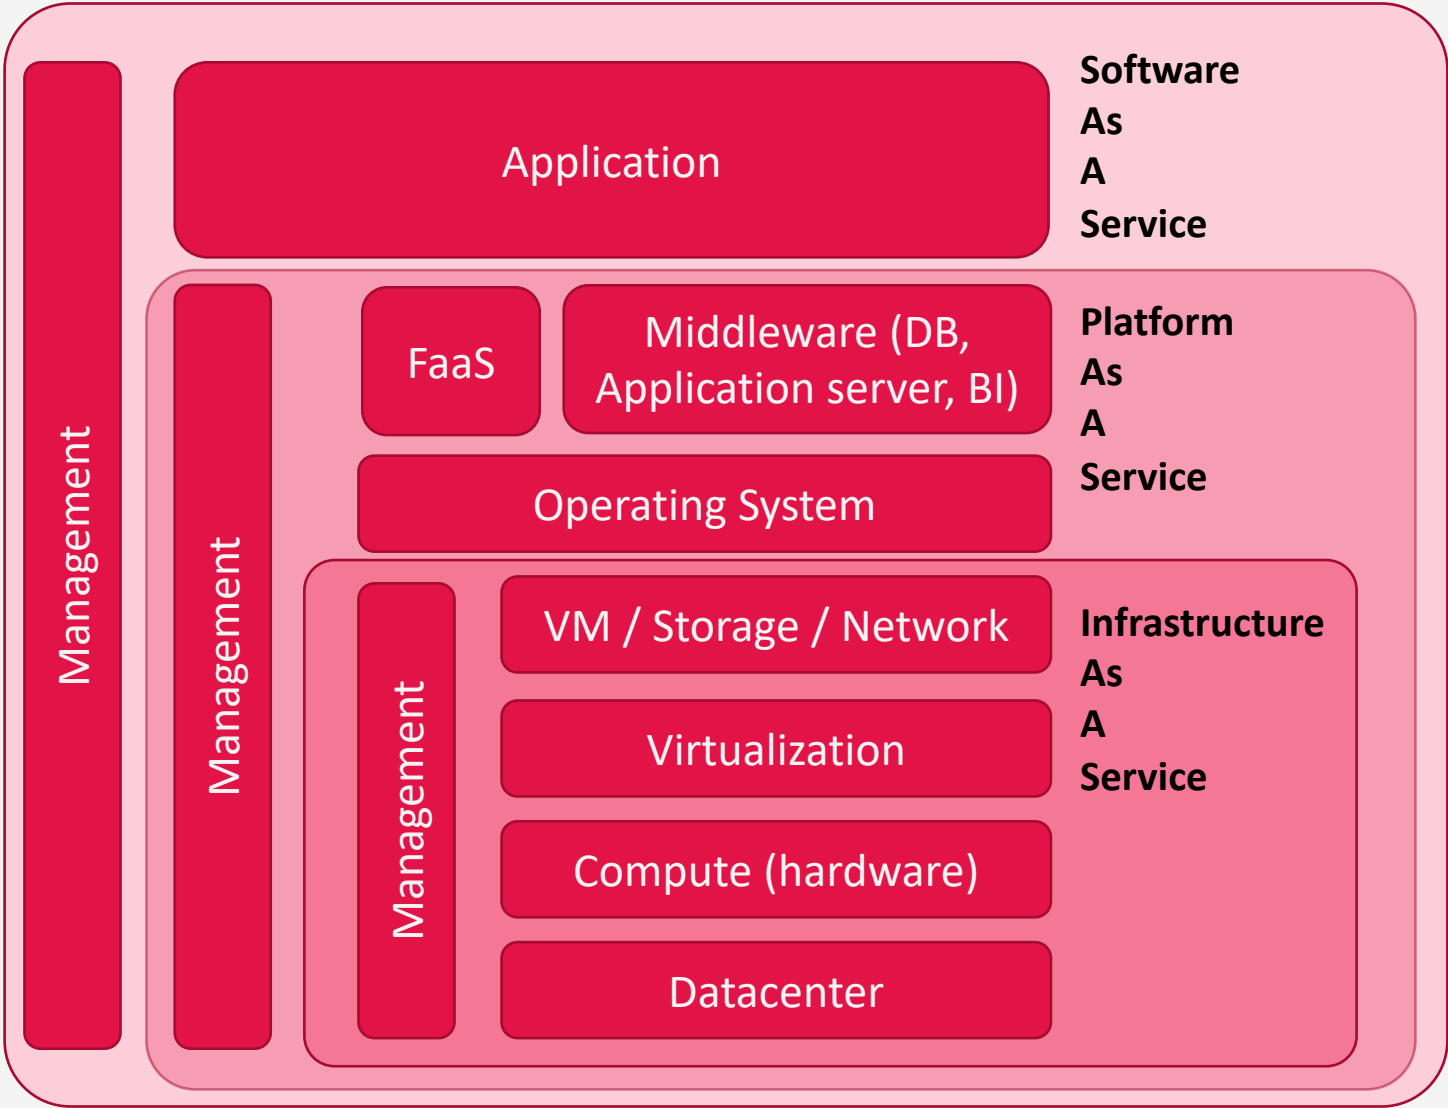 Software
As
A
Service
Application
Platform
As
A
Service
FaaS
Middleware (DB,
Application server, BI)
Operating System
Infrastructure
As
A
Service
VM / Storage / Network
Virtualization
Compute (hardware)
Datacenter
Management
Management
Management